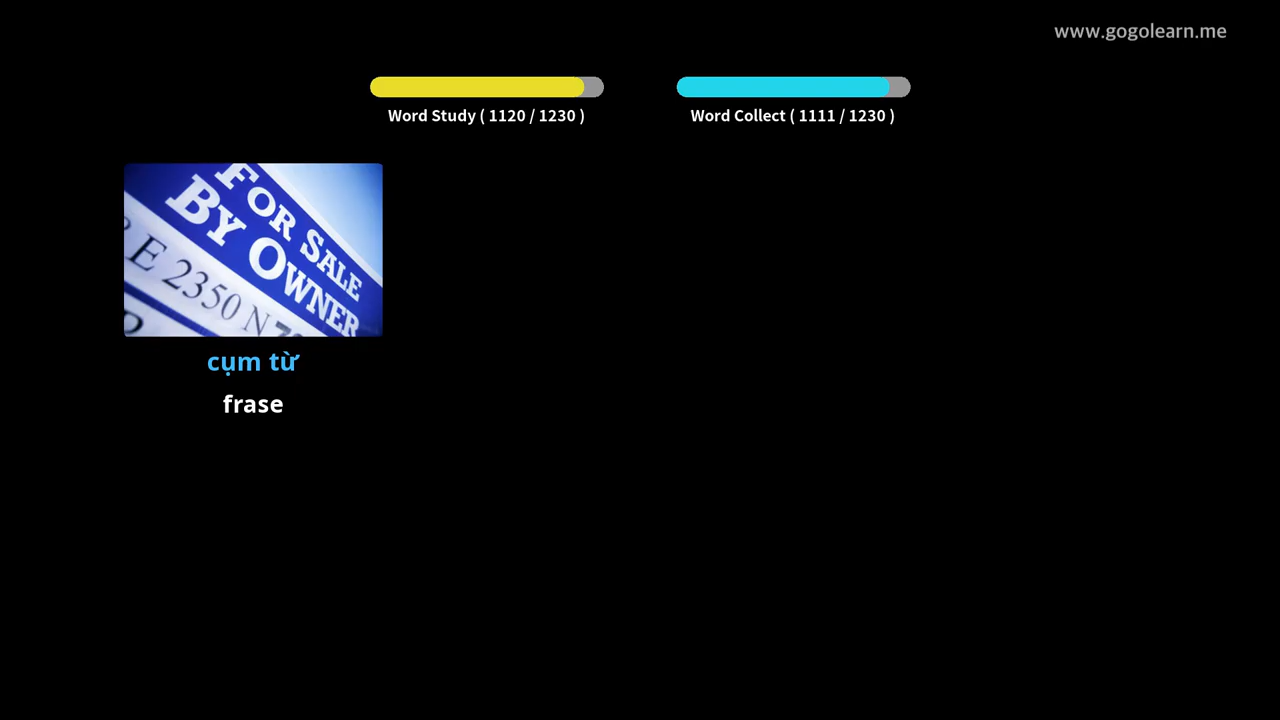 www.gogolearn.me
Word Study ( 1120 / 1230 )
Word Collect ( 1111 / 1230 )
FOR SALE
BY OWNER
E 2350 N
cụm từ
frase